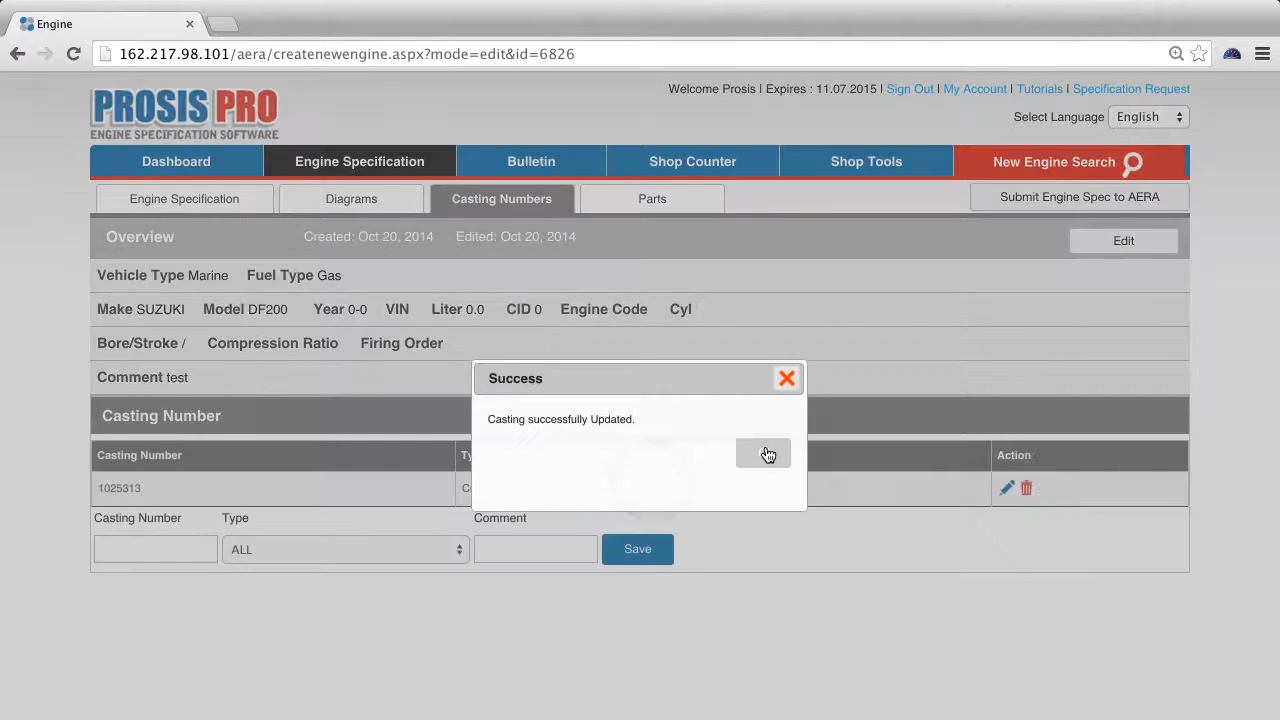 Engine
162.217.98.101/aera/createnewengine.aspx?mode=edit&id=6826
PROSIS PRO
ENGINE SPECIFICATION SOFTWARE
Welcome Prosis | Expires : 11.07.2015 Sign Out | My Account | Tutorials | Specification Request
Select Language English
Dashboard Engine Specification Bulletin Shop Counter Shop Tools New Engine Search
Engine Specification Diagrams Casting Numbers Parts Submit Engine Spec to AERA
Overview Created: Oct 20, 2014 Edited: Oct 20, 2014 Edit
Vehicle Type Marine Fuel Type Gas
Make SUZUKI Model DF200 Year 0-0 VIN Liter 0.0 CID 0 Engine Code Cyl
Bore/Stroke / Compression Ratio Firing Order
Comment test
Success
Casting successfully Updated.
Casting Number
Casting Number Action
1025313
Casting Number Type Comment
ALL Save